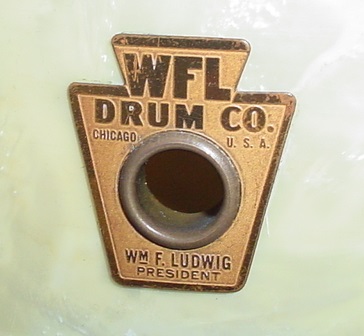 WFL
DRUM CO.
CHICAGO U. S. A.
WM F. LUDWIG
PRESIDENT